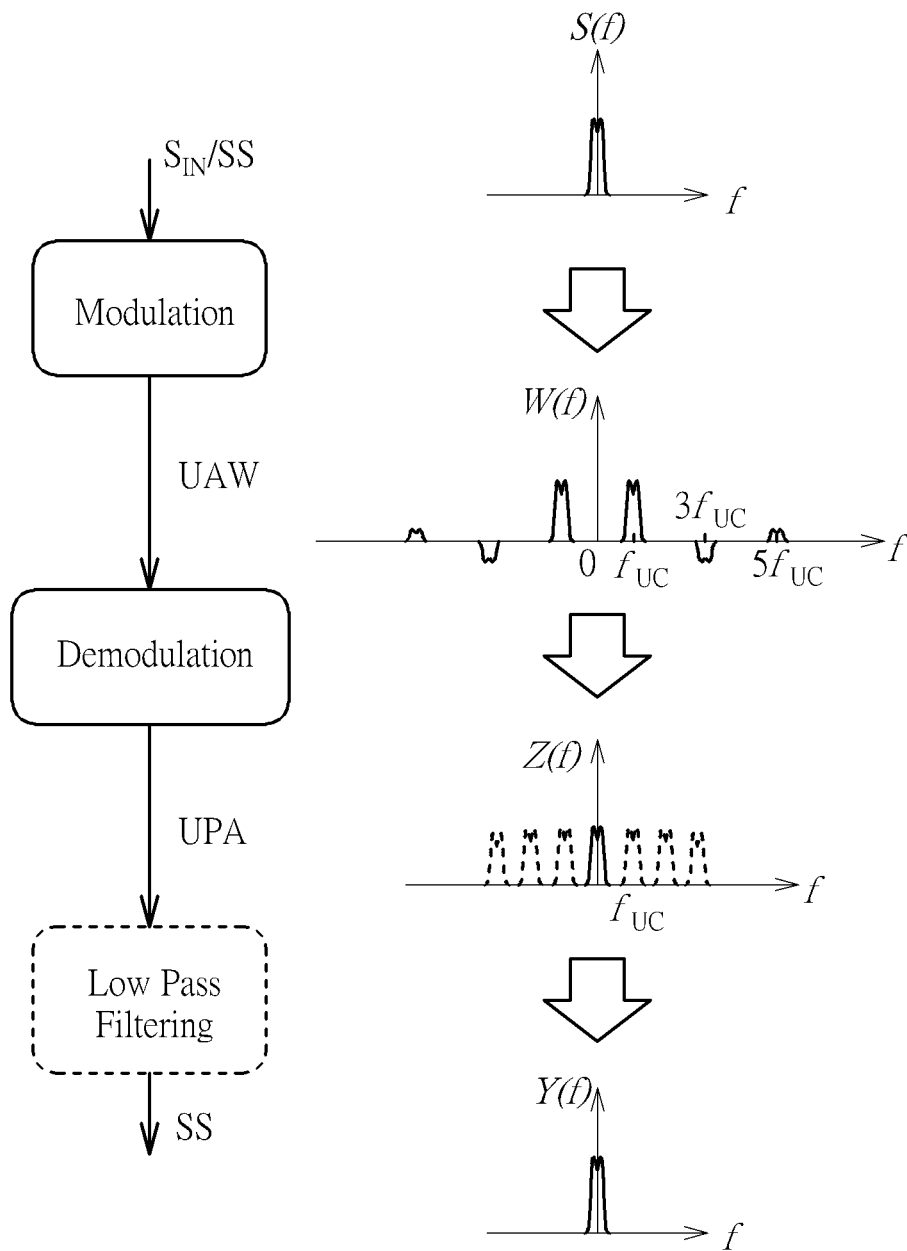 S(f)
S_IN/SS
f
Modulation
W(f)
UAW
3f_UC
f
0
f_UC
5f_UC
Demodulation
Z(f)
UPA
f
f_UC
Low Pass
Filtering
Y(f)
SS
f